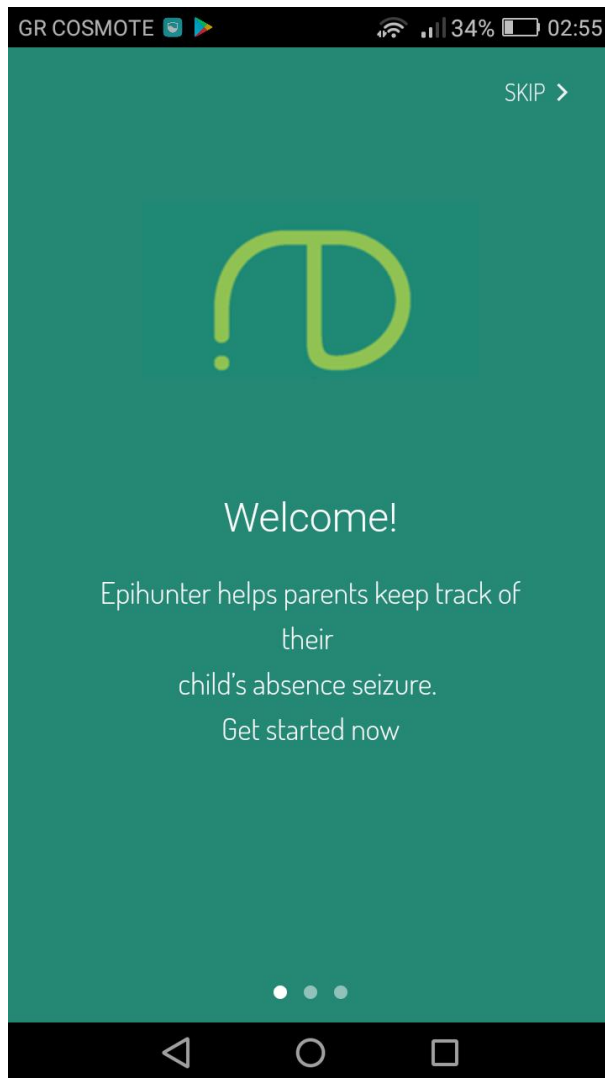 GR COSMOTE 34% 02:55
SKIP
Welcome!
Epihunter helps parents keep track of
their
child's absence seizure.
Get started now